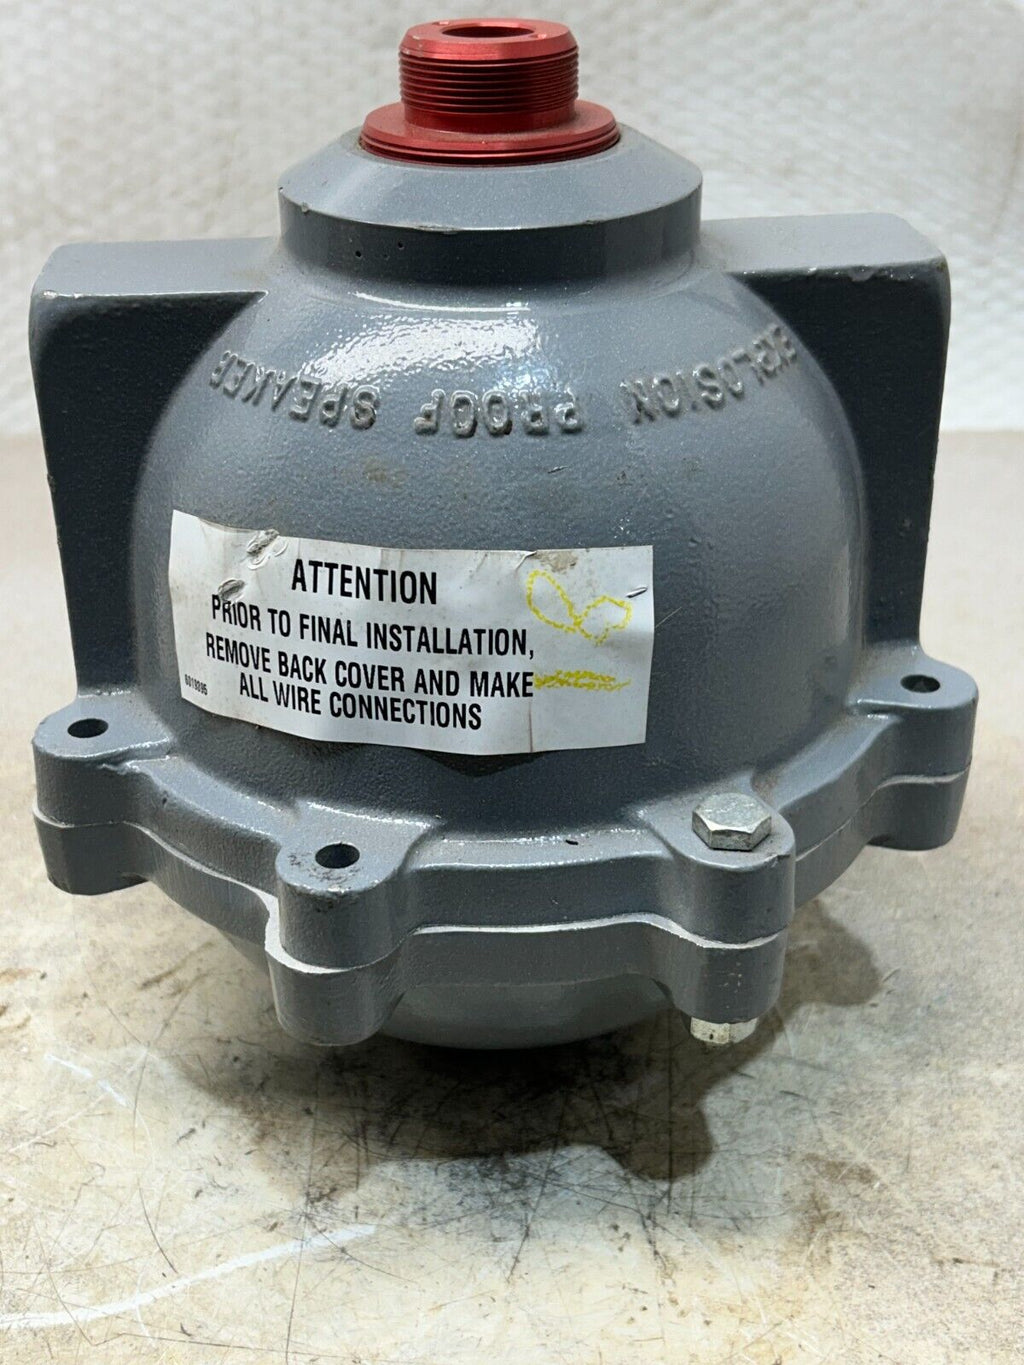 EXPLOSION PROOF SPEAKER
ATTENTION
PRIOR TO FINAL INSTALLATION,
REMOVE BACK COVER AND MAKE
ALL WIRE CONNECTIONS